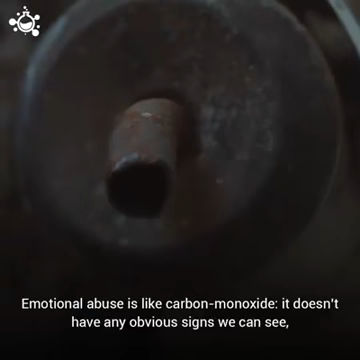 Emotional abuse is like carbon-monoxide: it doesn't
have any obvious signs we can see,